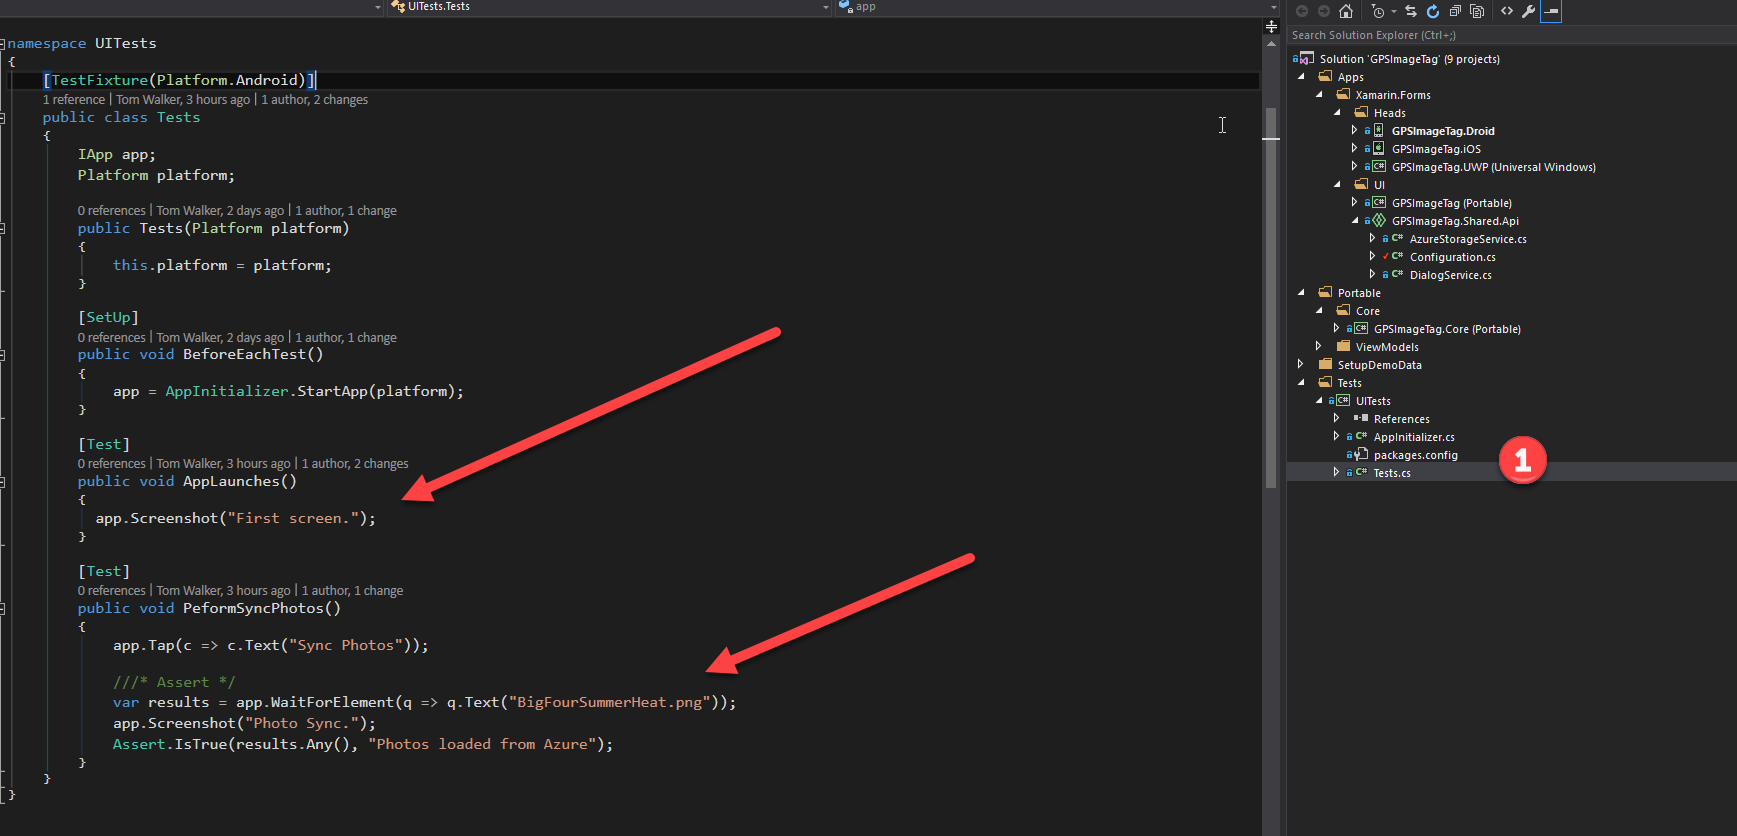 UITests.Tests
app
namespace UITests
{
[TestFixture(Platform.Android)]
1 reference | Tom Walker, 3 hours ago | 1 author, 2 changes
public class Tests
{
IApp app;
Platform platform;
0 references | Tom Walker, 2 days ago | 1 author, 1 change
public Tests(Platform platform)
{
this.platform = platform;
}
[SetUp]
0 references | Tom Walker, 2 days ago | 1 author, 1 change
public void BeforeEachTest()
{
app = AppInitializer.StartApp(platform);
}
[Test]
0 references | Tom Walker, 3 hours ago | 1 author, 2 changes
public void AppLaunches()
{
app.Screenshot("First screen.");
}
[Test]
0 references | Tom Walker, 3 hours ago | 1 author, 1 change
public void PeformSyncPhotos()
{
app.Tap(c => c.Text("Sync Photos"));
///* Assert */
var results = app.WaitForElement(q => q.Text("BigFourSummerHeat.png"));
app.Screenshot("Photo Sync.");
Assert.IsTrue(results.Any(), "Photos loaded from Azure");
}
}
}
Search Solution Explorer (Ctrl+;)
Solution 'GPSImageTag' (9 projects)
Apps
Xamarin.Forms
Heads
GPSImageTag.Droid
GPSImageTag.iOS
C# GPSImageTag.UWP (Universal Windows)
UI
C# GPSImageTag (Portable)
GPSImageTag.Shared.Api
C# AzureStorageService.cs
C# Configuration.cs
C# DialogService.cs
Portable
Core
C# GPSImageTag.Core (Portable)
ViewModels
SetupDemoData
Tests
C# UITests
References
C# AppInitializer.cs
packages.config
C# Tests.cs
1